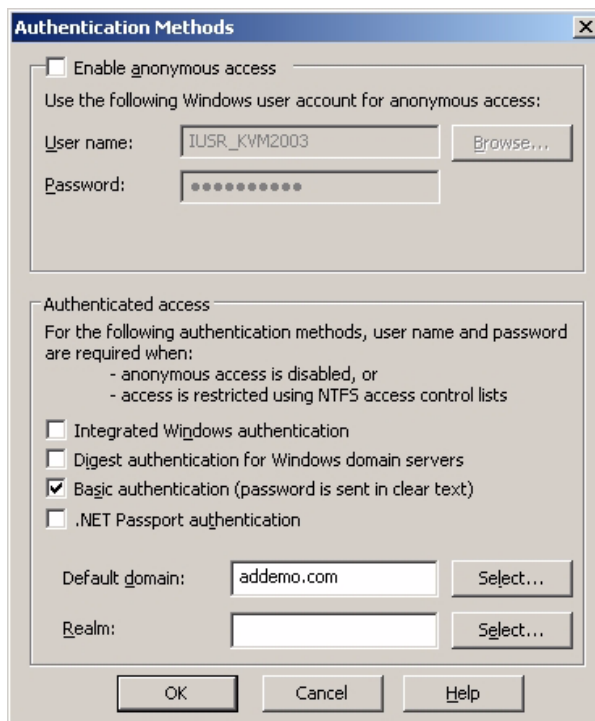 Authentication Methods
Enable anonymous access
Use the following Windows user account for anonymous access:
User name: IUSR_KVM2003 Browse...
Password: ●●●●●●●●●●
Authenticated access
For the following authentication methods, user name and password
are required when:
- anonymous access is disabled, or
- access is restricted using NTFS access control lists
Integrated Windows authentication
Digest authentication for Windows domain servers
Basic authentication (password is sent in clear text)
.NET Passport authentication
Default domain: addemo.com Select...
Realm: Select...
OK Cancel Help